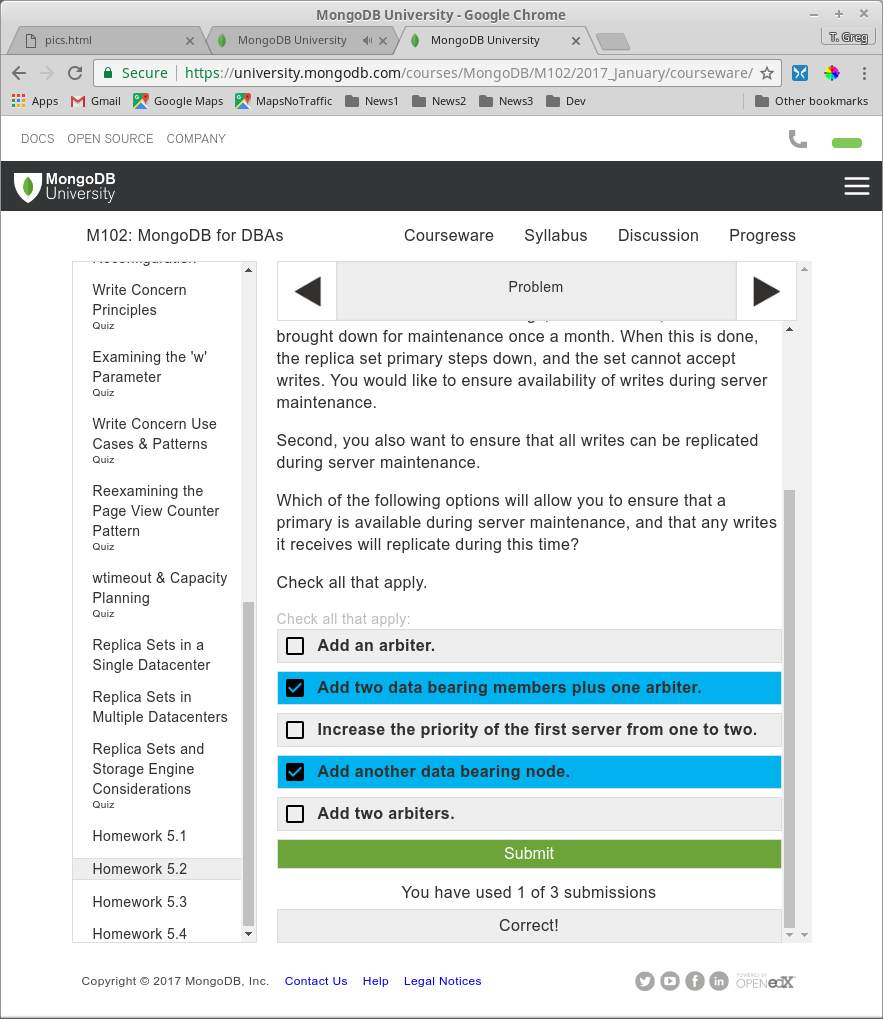 MongoDB University - Google Chrome
pics.html
MongoDB University
MongoDB University
T. Greg
Secure
https://university.mongodb.com/courses/MongoDB/M102/2017_January/courseware/
Apps
Gmail
Google Maps
MapsNoTraffic
News1
News2
News3
Dev
Other bookmarks
DOCS
OPEN SOURCE
COMPANY
MongoDB
University
M102: MongoDB for DBAs
Courseware
Syllabus
Discussion
Progress
Reconfiguration
Write Concern
Principles
Quiz
Examining the 'w'
Parameter
Quiz
Write Concern Use
Cases & Patterns
Quiz
Reexamining the
Page View Counter
Pattern
Quiz
wtimeout & Capacity
Planning
Quiz
Replica Sets in a
Single Datacenter
Replica Sets in
Multiple Datacenters
Replica Sets and
Storage Engine
Considerations
Quiz
Homework 5.1
Homework 5.2
Homework 5.3
Homework 5.4
Problem
brought down for maintenance once a month. When this is done,
the replica set primary steps down, and the set cannot accept
writes. You would like to ensure availability of writes during server
maintenance.
Second, you also want to ensure that all writes can be replicated
during server maintenance.
Which of the following options will allow you to ensure that a
primary is available during server maintenance, and that any writes
it receives will replicate during this time?
Check all that apply.
Check all that apply:
Add an arbiter.
Add two data bearing members plus one arbiter.
Increase the priority of the first server from one to two.
Add another data bearing node.
Add two arbiters.
Submit
You have used 1 of 3 submissions
Correct!
Copyright © 2017 MongoDB, Inc.
Contact Us
Help
Legal Notices
POWERED BY
OPEN edX